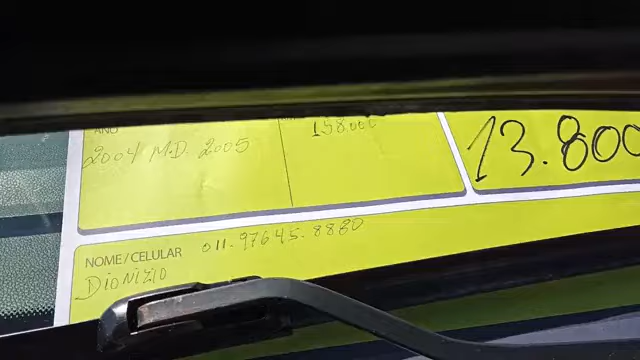 ANO
2004 M.D. 2005
158.000
13.800
NOME/CELULAR 011.97645.8880
DIONIZIO